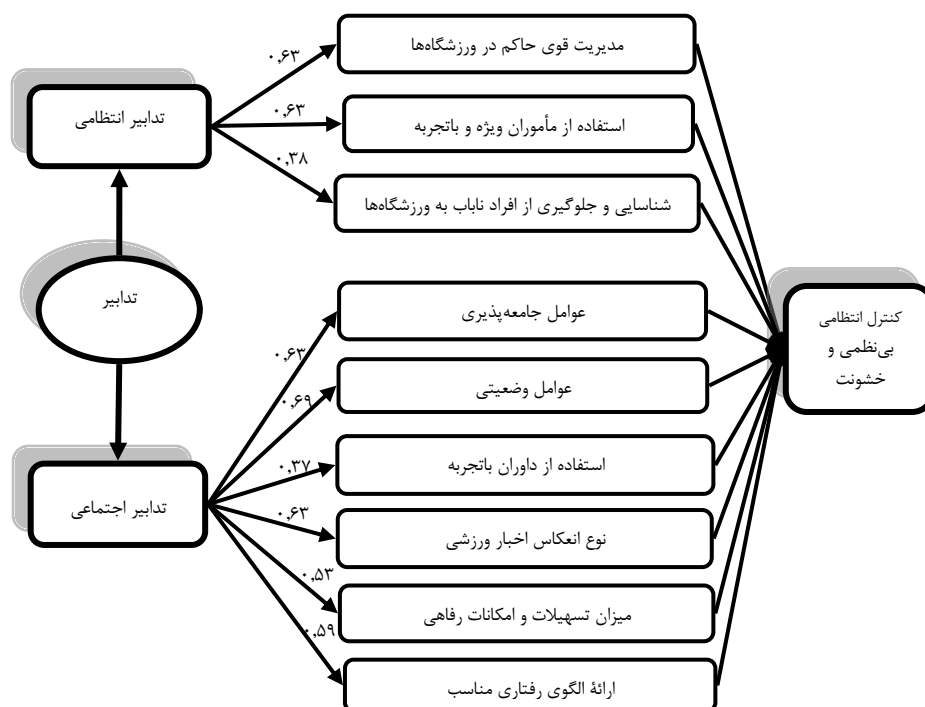 مدیریت قوی حاکم در ورزشگاه‌ها
۰,۶۳
تدابیر انتظامی
۰,۶۳
استفاده از مأموران ویژه و باتجربه
۰,۳۸
شناسایی و جلوگیری از افراد ناباب به ورزشگاه‌ها
تدابیر
عوامل جامعه‌پذیری
کنترل انتظامی
بی‌نظمی و
خشونت
۰,۶۳
عوامل وضعیتی
۰,۶۹
استفاده از داوران باتجربه
۰,۳۷
تدابیر اجتماعی
۰,۶۳
نوع انعکاس اخبار ورزشی
۰,۵۳
میزان تسهیلات و امکانات رفاهی
۰,۵۹
ارائۀ الگوی رفتاری مناسب